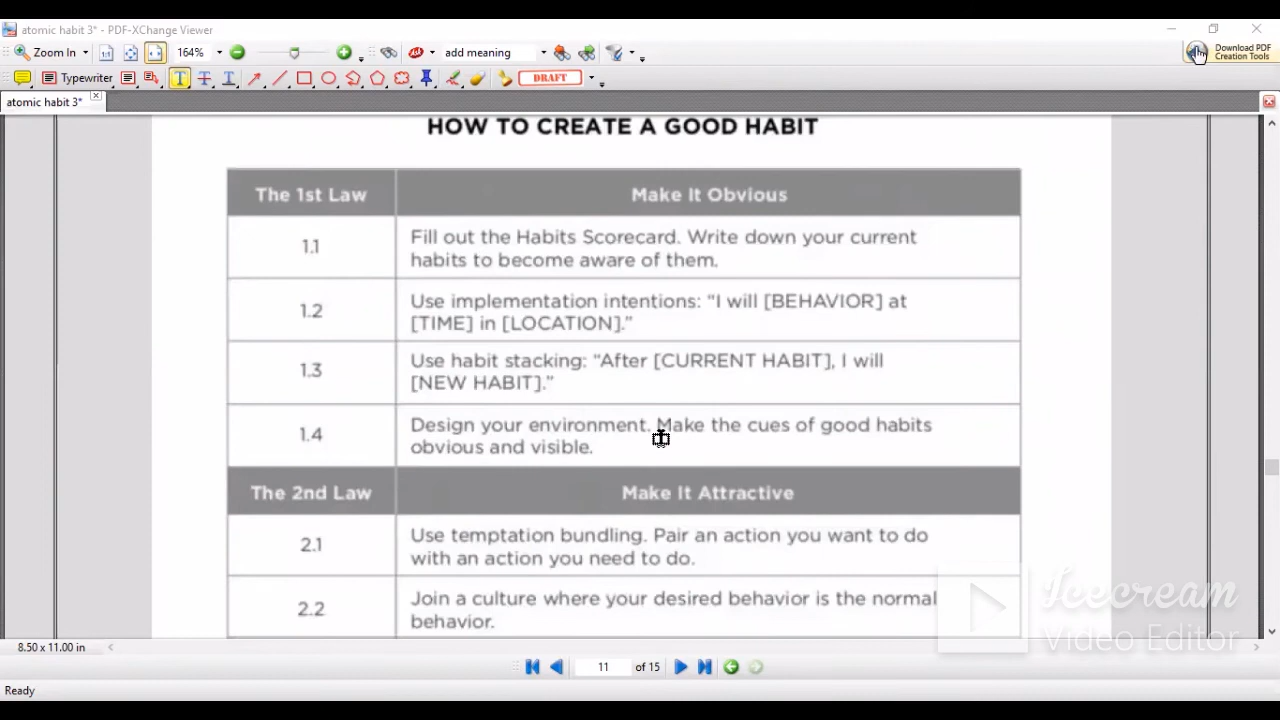 atomic habit 3* - PDF-XChange Viewer
Zoom In
164%
add meaning
Download PDF
Creation Tools
Typewriter
DRAFT
atomic habit 3*
HOW TO CREATE A GOOD HABIT
The 1st Law
Make It Obvious
1.1
Fill out the Habits Scorecard. Write down your current
habits to become aware of them.
1.2
Use implementation intentions: “I will [BEHAVIOR] at
[TIME] in [LOCATION].”
1.3
Use habit stacking: “After [CURRENT HABIT], I will
[NEW HABIT].”
1.4
Design your environment. Make the cues of good habits
obvious and visible.
The 2nd Law
Make It Attractive
2.1
Use temptation bundling. Pair an action you want to do
with an action you need to do.
2.2
Join a culture where your desired behavior is the normal
behavior.
Icecream
Video Editor
8.50 x 11.00 in
11
of 15
Ready